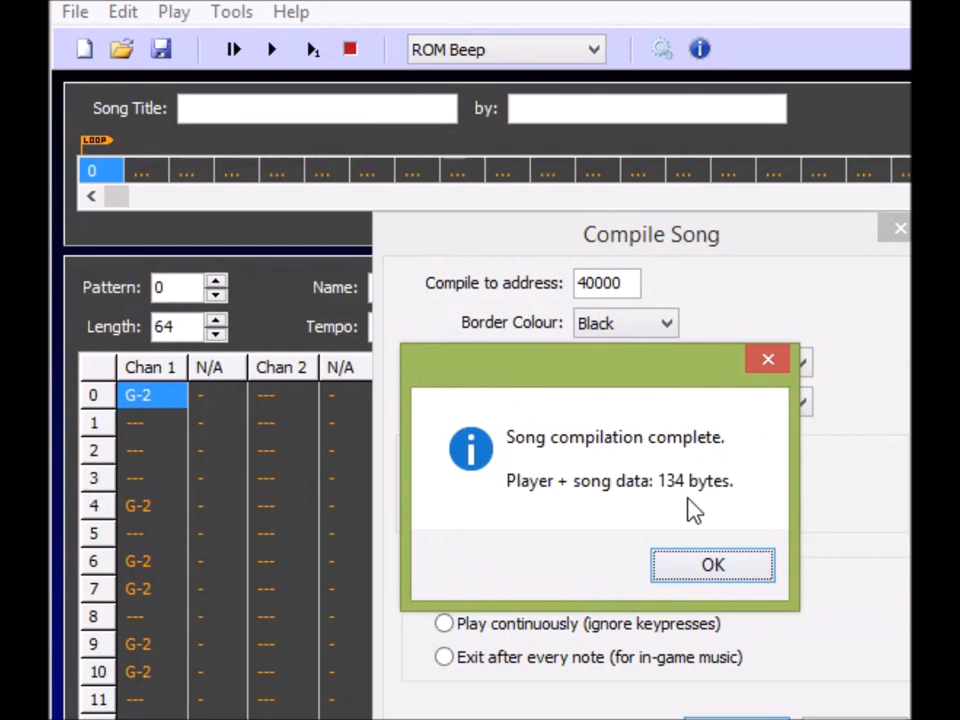 File Edit Play Tools Help
ROM Beep
Song Title: by:
LOOP
0 ... ... ... ... ... ... ... ... ... ... ... ... ... ... ... ... ... ...
Compile Song
Pattern: 0 Name: Compile to address: 40000
Length: 64 Tempo: Border Colour: Black
Chan 1 N/A Chan 2 N/A
0 G-2 - --- -
1 --- - --- -
2 --- - --- -
3 --- - --- -
4 G-2 - --- -
5 --- - --- -
6 G-2 - --- -
7 G-2 - --- -
8 --- - --- -
9 G-2 - --- -
10 G-2 - --- -
11 --- - --- -
Song compilation complete.
Player + song data: 134 bytes.
OK
Play continuously (ignore keypresses)
Exit after every note (for in-game music)